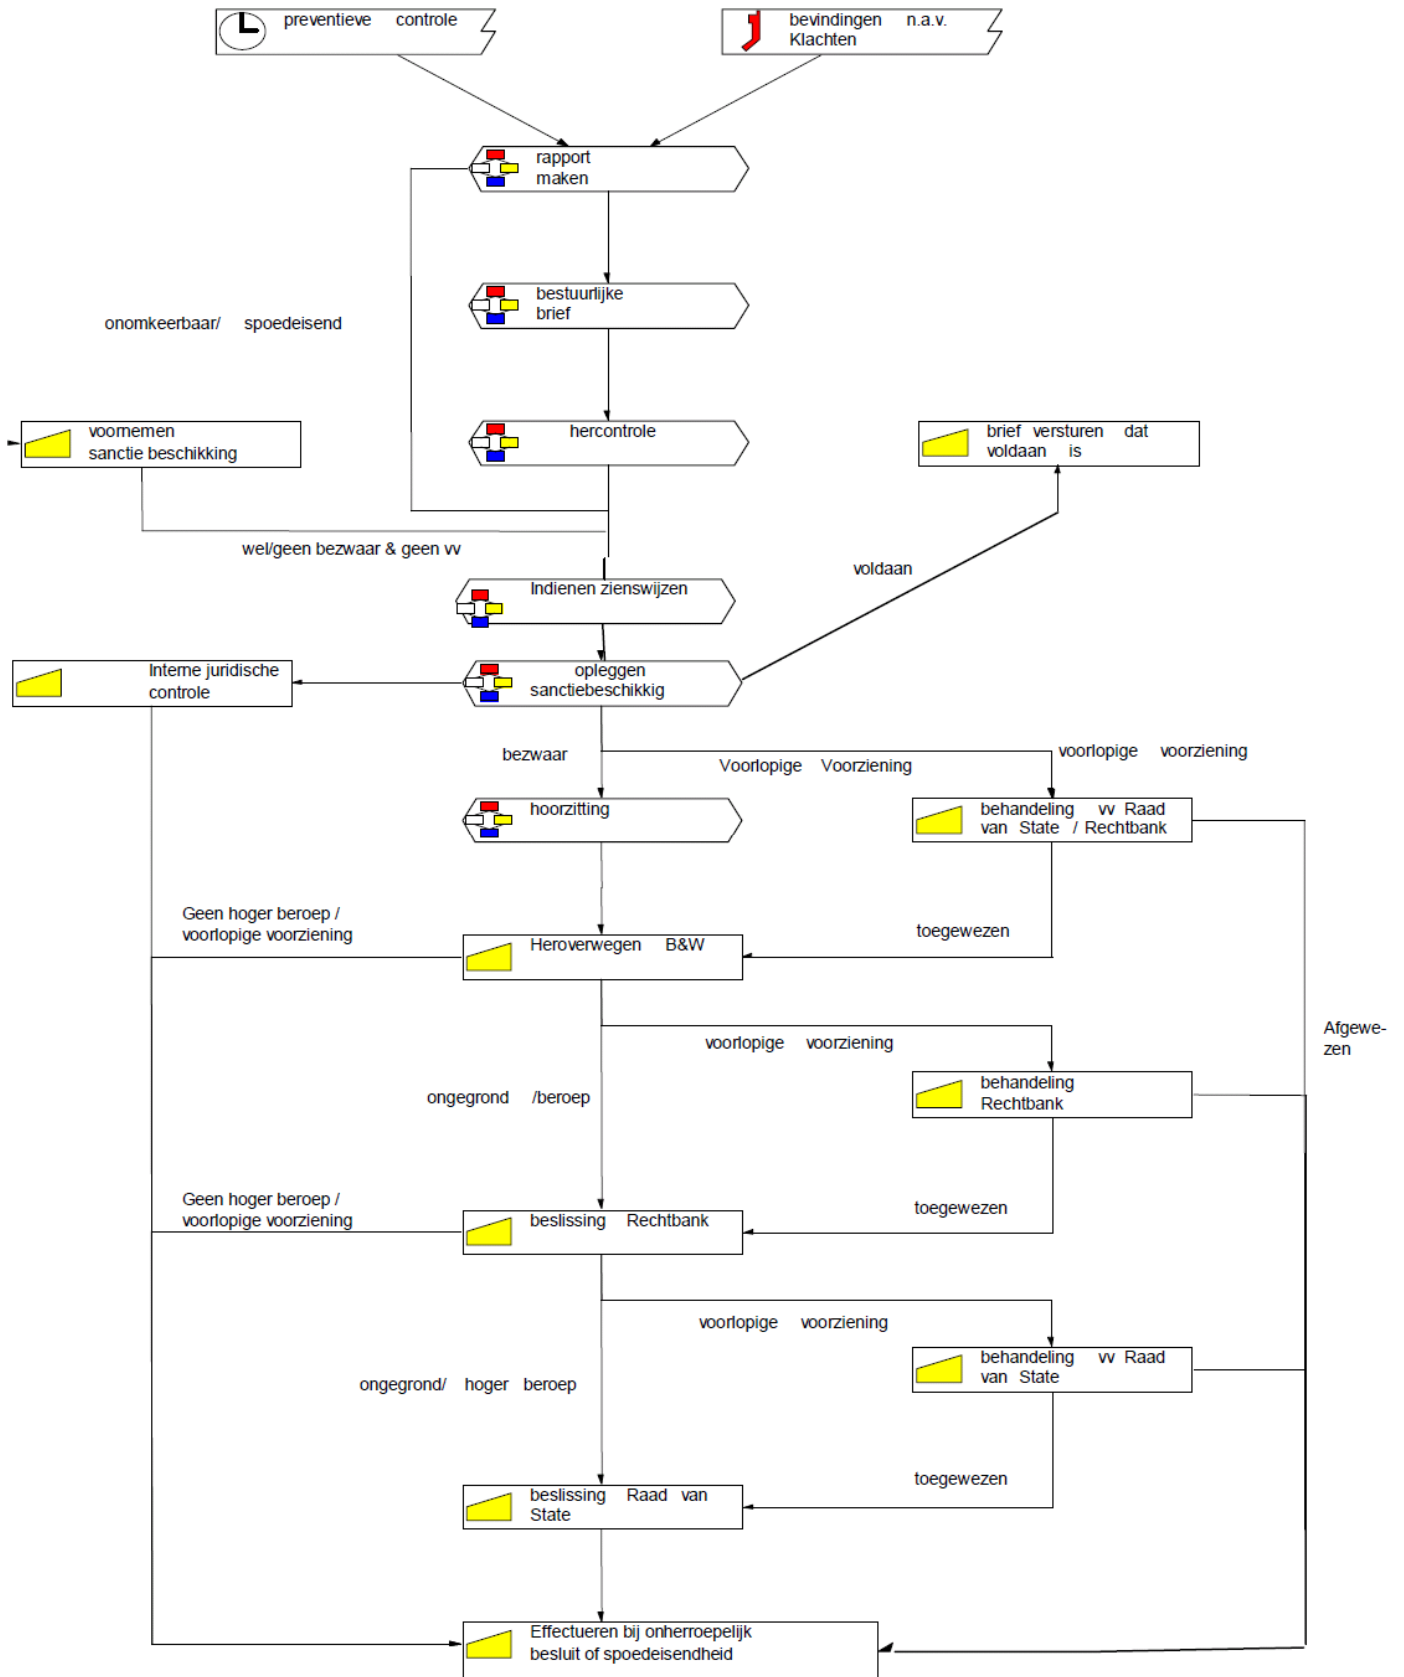 preventieve controle
bevindingen n.a.v.
Klachten
rapport
maken
bestuurlijke
brief
onomkeerbaar/ spoedeisend
voornemen
sanctie beschikking
hercontrole
brief versturen dat
voldaan is
wel/geen bezwaar & geen vv
voldaan
Indienen zienswijzen
Interne juridische
controle
opleggen
sanctiebeschikkig
bezwaar
Voorlopige Voorziening
voorlopige voorziening
hoorzitting
behandeling vv Raad
van State / Rechtbank
Geen hoger beroep /
voorlopige voorziening
toegewezen
Heroverwegen B&W
voorlopige voorziening
Afgewe-
zen
behandeling
Rechtbank
ongegrond /beroep
Geen hoger beroep /
voorlopige voorziening
toegewezen
beslissing Rechtbank
voorlopige voorziening
behandeling vv Raad
van State
ongegrond/ hoger beroep
toegewezen
beslissing Raad van
State
Effectueren bij onherroepelijk
besluit of spoedeisendheid